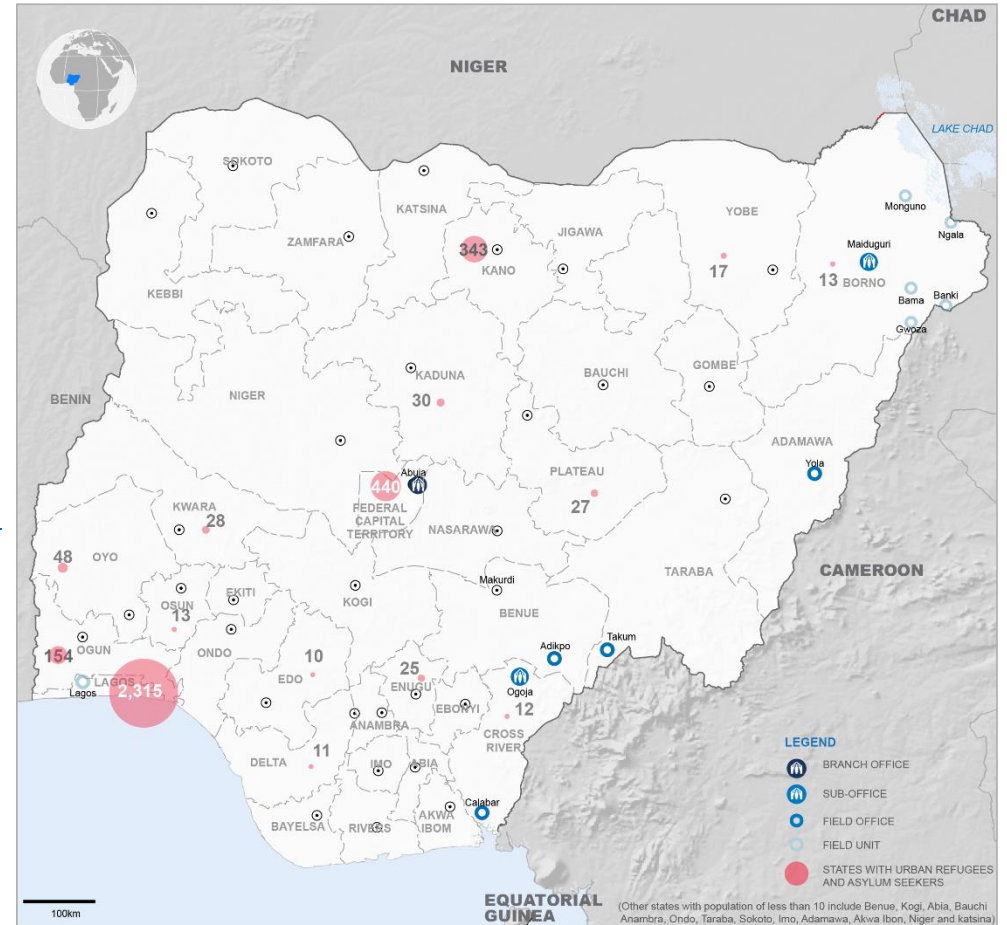 CHAD
NIGER
LAKE CHAD
SOKOTO
KATSINA
Monguno
YOBE
Ngala
JIGAWA
ZAMFARA
343
KANO
Maiduguri
17
13
BORNO
KEBBI
Bama
Banki
Gwoza
GOMBE
BAUCHI
KADUNA
NIGER
BENIN
30
ADAMAWA
Yola
PLATEAU
Abuja
440
27
FEDERAL
CAPITAL
TERRITORY
KWARA
28
NASARAWA
OYO
48
CAMEROON
TARABA
Makurdi
EKITI
KOGI
OSUN
13
BENUE
Adikpo
Takum
OGUN
154
ONDO
10
EDO
25
ENUGU
Ogoja
LAGOS
Lagos
2,315
EBONYI
12
ANAMBRA
CROSS
RIVER
11
DELTA
IMO
ABIA
Calabar
AKWA
IBOM
BAYELSA
RIVERS
LEGEND
BRANCH OFFICE
SUB-OFFICE
FIELD OFFICE
FIELD UNIT
STATES WITH URBAN REFUGEES
AND ASYLUM SEEKERS
100km
EQUATORIAL
GUINEA
(Other states with population of less than 10 include Benue, Kogi, Abia, Bauchi
Anambra, Ondo, Taraba, Sokoto, Imo, Adamawa, Akwa Ibon, Niger and katsina)